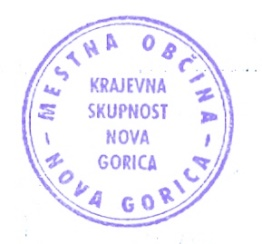 MESTNA OBČINA
KRAJEVNA
SKUPNOST
NOVA
GORICA
- NOVA GORICA -